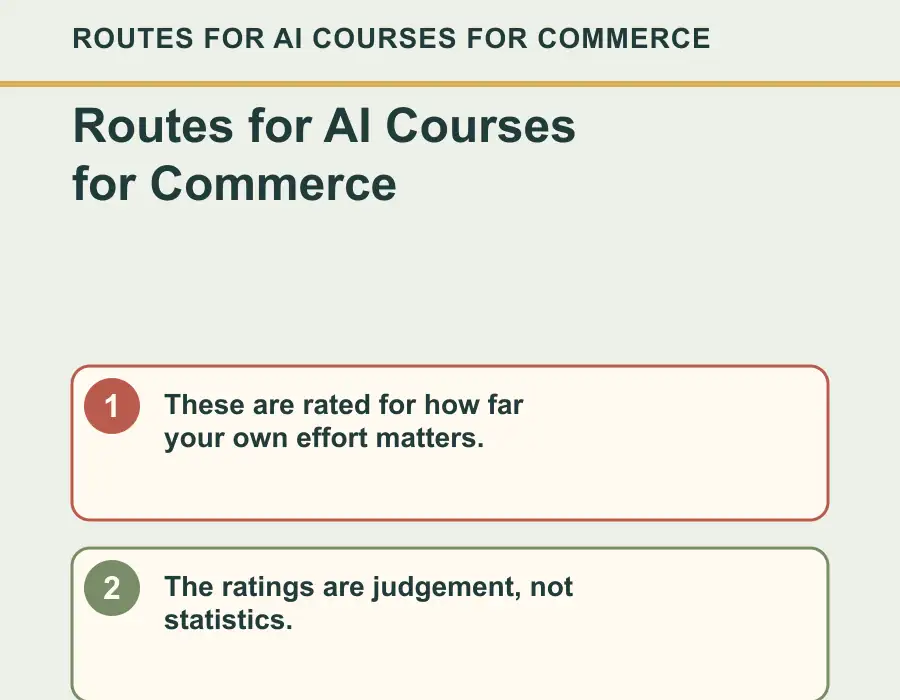 ROUTES FOR AI COURSES FOR COMMERCE
Routes for AI Courses
for Commerce
1
These are rated for how far
your own effort matters.
2
The ratings are judgement, not
statistics.